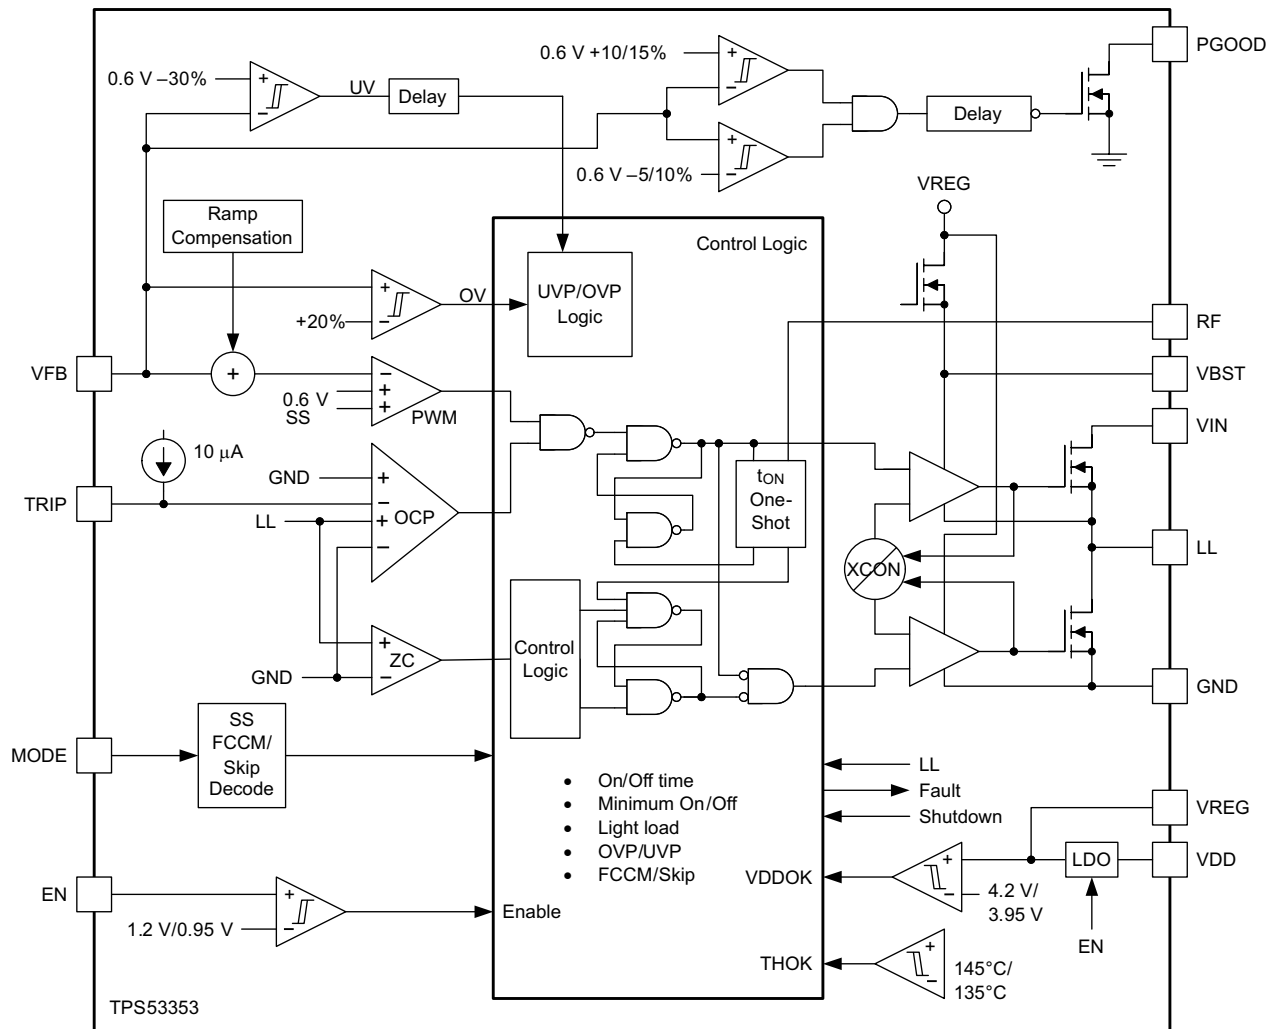 PGOOD
0.6 V +10/15%
0.6 V –30%
+
–
UV
Delay
+
–
Delay
+
–
0.6 V –5/10%
VREG
Ramp
Compensation
Control Logic
UVP/OVP
Logic
+
–
OV
+20%
RF
VFB
+
–
+
+
0.6 V
SS
PWM
VBST
VIN
10 µA
GND
+
–
+
–
OCP
TRIP
LL
tON
One-
Shot
LL
XCON
Control
Logic
+
–
ZC
GND
GND
SS
FCCM/
Skip
Decode
MODE
• On/Off time
• Minimum On/Off
• Light load
• OVP/UVP
• FCCM/Skip
LL
Fault
Shutdown
VREG
VDD
LDO
VDDOK
+
–
4.2 V/
3.95 V
EN
EN
+
–
1.2 V/0.95 V
Enable
THOK
+
–
145°C/
135°C
TPS53353